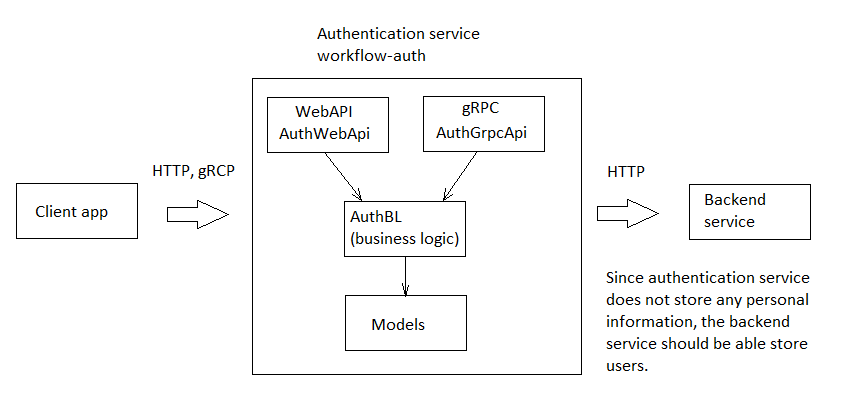 Authentication service
workflow-auth
WebAPI
AuthWebApi
gRPC
AuthGrpcApi
HTTP, gRCP
HTTP
Client app
AuthBL
(business logic)
Backend
service
Models
Since authentication service
does not store any personal
information, the backend
service should be able store
users.